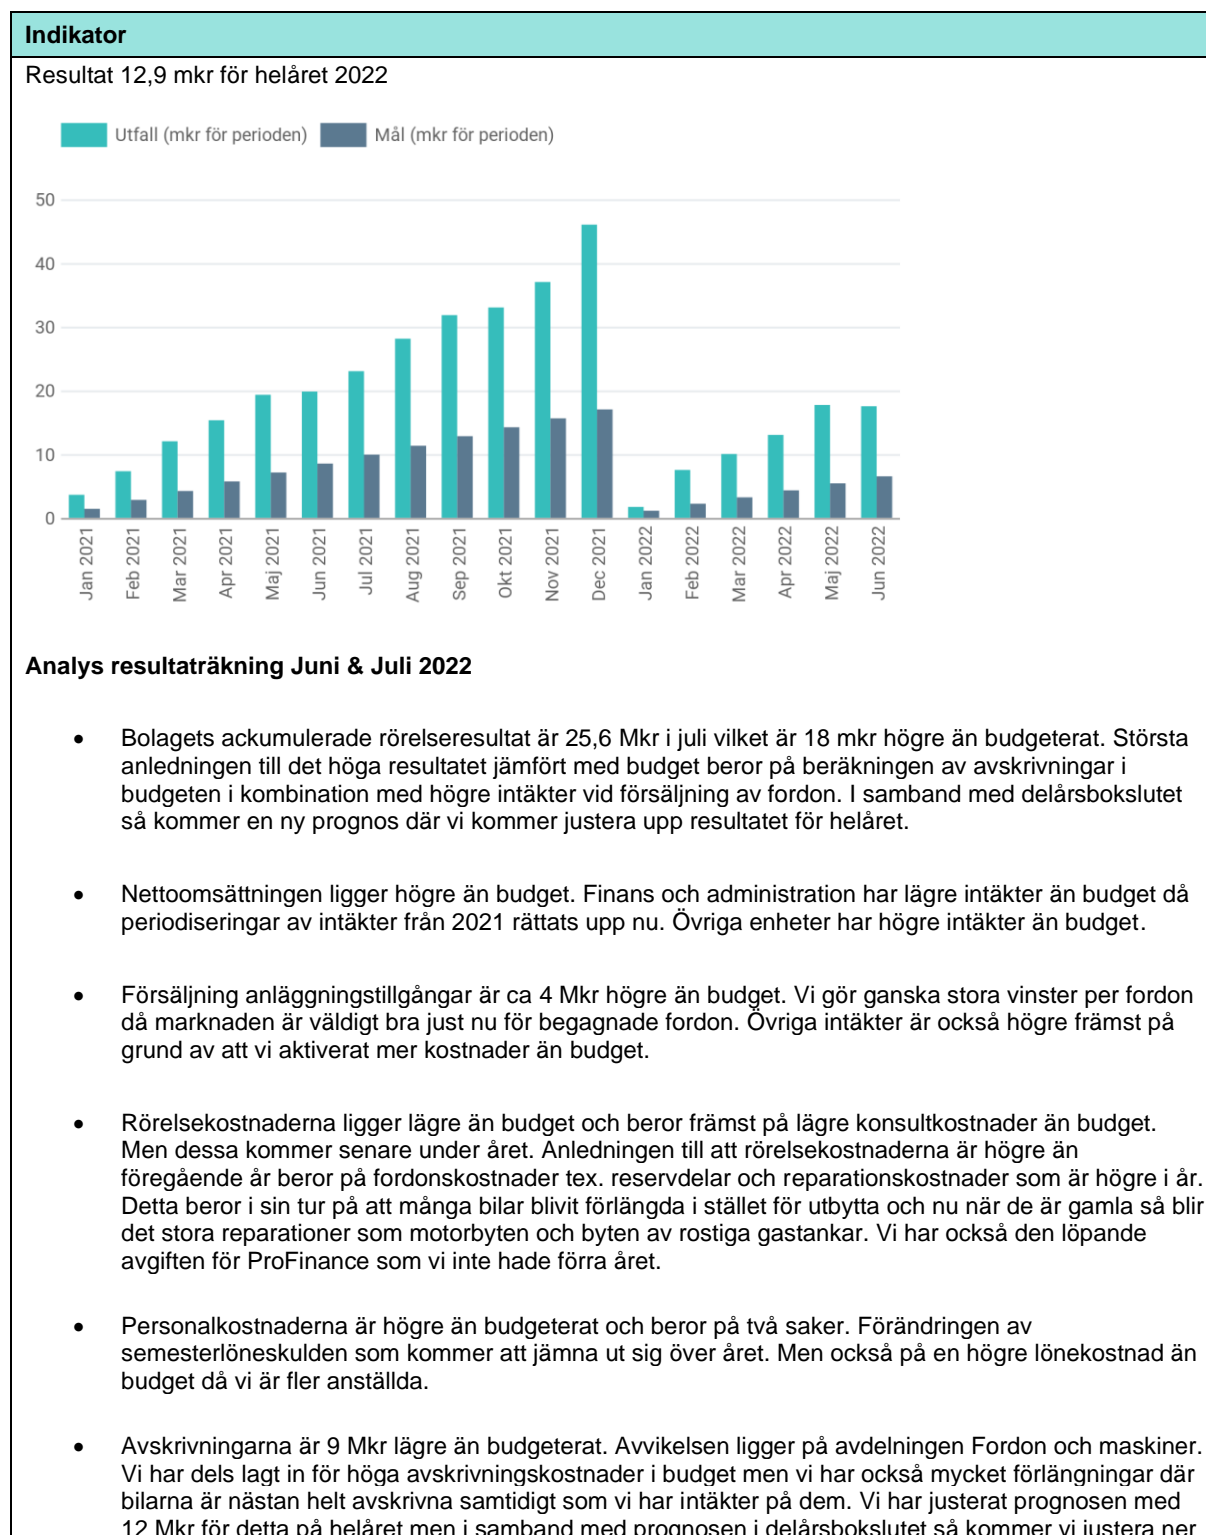 Indikator
Resultat 12,9 mkr för helåret 2022
Utfall (mkr för perioden) Mål (mkr för perioden)
50
40
30
20
10
0
Jan 2021
Feb 2021
Mar 2021
Apr 2021
Maj 2021
Jun 2021
Jul 2021
Aug 2021
Sep 2021
Okt 2021
Nov 2021
Dec 2021
Jan 2022
Feb 2022
Mar 2022
Apr 2022
Maj 2022
Jun 2022
Analys resultaträkning Juni & Juli 2022
• Bolagets ackumulerade rörelseresultat är 25,6 Mkr i juli vilket är 18 mkr högre än budgeterat. Största
anledningen till det höga resultatet jämfört med budget beror på beräkningen av avskrivningar i
budgeten i kombination med högre intäkter vid försäljning av fordon. I samband med delårsbokslutet
så kommer en ny prognos där vi kommer justera upp resultatet för helåret.
• Nettoomsättningen ligger högre än budget. Finans och administration har lägre intäkter än budget då
periodiseringar av intäkter från 2021 rättats upp nu. Övriga enheter har högre intäkter än budget.
• Försäljning anläggningstillgångar är ca 4 Mkr högre än budget. Vi gör ganska stora vinster per fordon
då marknaden är väldigt bra just nu för begagnade fordon. Övriga intäkter är också högre främst på
grund av att vi aktiverat mer kostnader än budget.
• Rörelsekostnaderna ligger lägre än budget och beror främst på lägre konsultkostnader än budget.
Men dessa kommer senare under året. Anledningen till att rörelsekostnaderna är högre än
föregående år beror på fordonskostnader tex. reservdelar och reparationskostnader som är högre i år.
Detta beror i sin tur på att många bilar blivit förlängda i stället för utbytta och nu när de är gamla så blir
det stora reparationer som motorbyten och byten av rostiga gastankar. Vi har också den löpande
avgiften för ProFinance som vi inte hade förra året.
• Personalkostnaderna är högre än budgeterat och beror på två saker. Förändringen av
semesterlöneskulden som kommer att jämna ut sig över året. Men också på en högre lönekostnad än
budget då vi är fler anställda.
• Avskrivningarna är 9 Mkr lägre än budgeterat. Avvikelsen ligger på avdelningen Fordon och maskiner.
Vi har dels lagt in för höga avskrivningskostnader i budget men vi har också mycket förlängningar där
bilarna är nästan helt avskrivna samtidigt som vi har intäkter på dem. Vi har justerat prognosen med
12 Mkr för detta på helåret men i samband med prognosen i delårsbokslutet så kommer vi justera ner